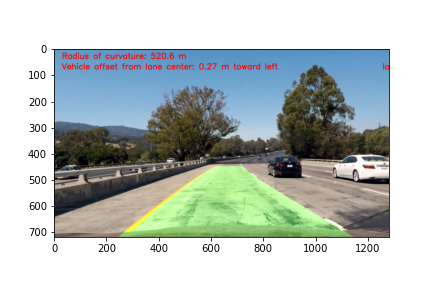 Radius of curvature: 520.6 m
Vehicle offset from lane center: 0.27 m toward left
0
100
200
300
400
500
600
700
0 200 400 600 800 1000 1200